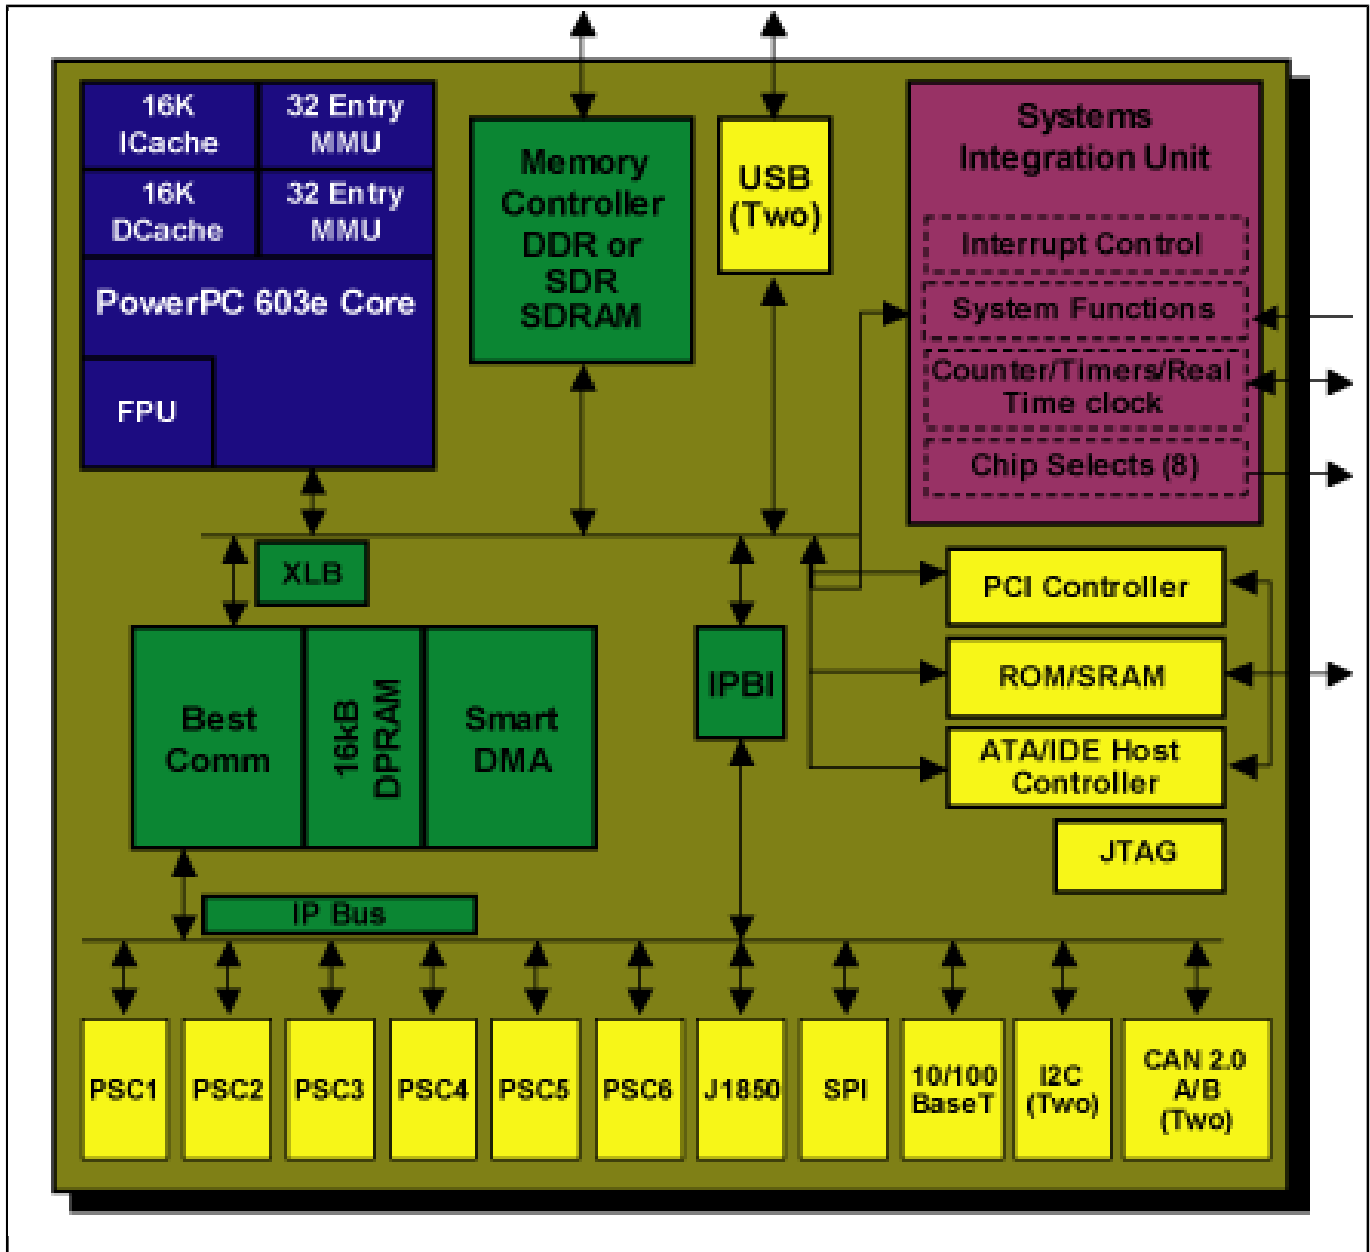 16K
ICache
32 Entry
MMU
16K
DCache
32 Entry
MMU
PowerPC 603e Core
FPU
Memory
Controller
DDR or
SDR
SDRAM
USB
(Two)
Systems
Integration Unit
Interrupt Control
System Functions
Counter/Timers/Real
Time clock
Chip Selects (8)
XLB
Best
Comm
16kB
DPRAM
Smart
DMA
IPBI
PCI Controller
ROM/SRAM
ATA/IDE Host
Controller
JTAG
IP Bus
PSC1
PSC2
PSC3
PSC4
PSC5
PSC6
J1850
SPI
10/100
BaseT
I2C
(Two)
CAN 2.0
A/B
(Two)